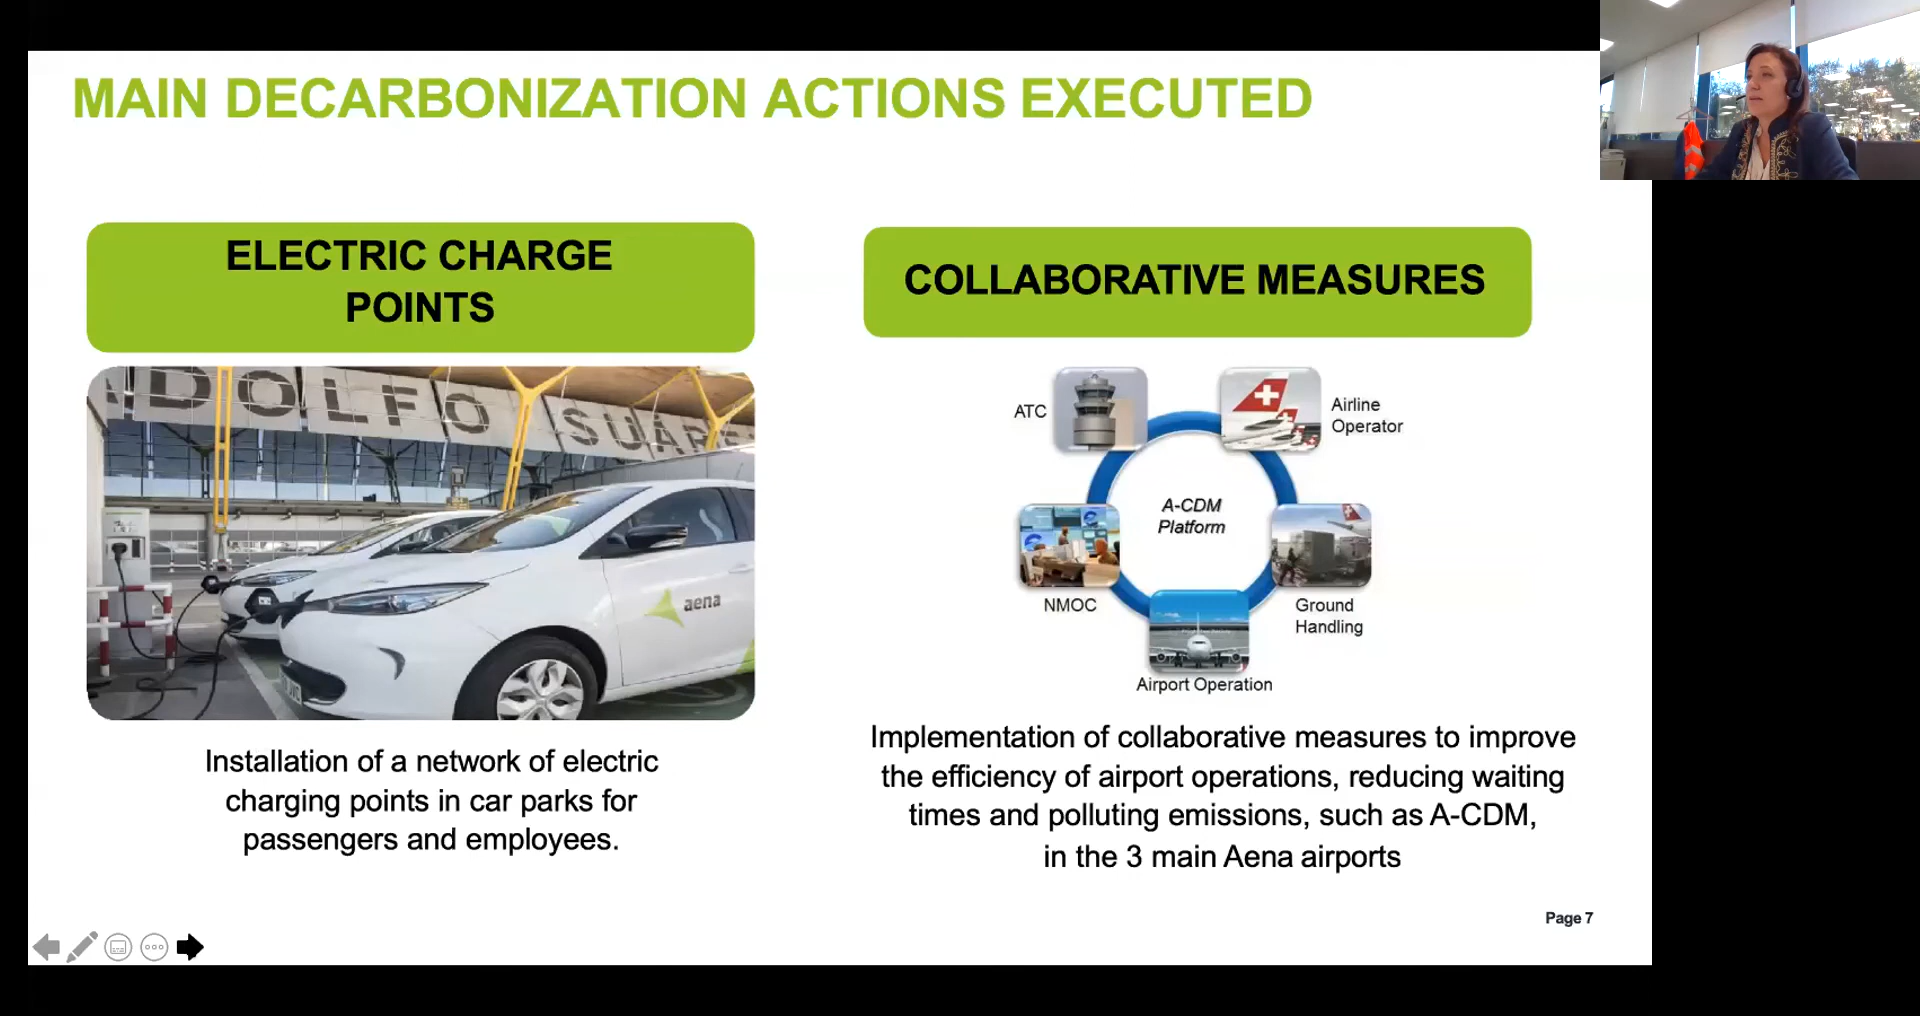 MAIN DECARBONIZATION ACTIONS EXECUTED
ELECTRIC CHARGE
POINTS
DOLFO SUAR
aena
Installation of a network of electric
charging points in car parks for
passengers and employees.
COLLABORATIVE MEASURES
ATC
Airline
Operator
A-CDM
Platform
NMOC
Ground
Handling
Airport Operation
Implementation of collaborative measures to improve
the efficiency of airport operations, reducing waiting
times and polluting emissions, such as A-CDM,
in the 3 main Aena airports
Page 7